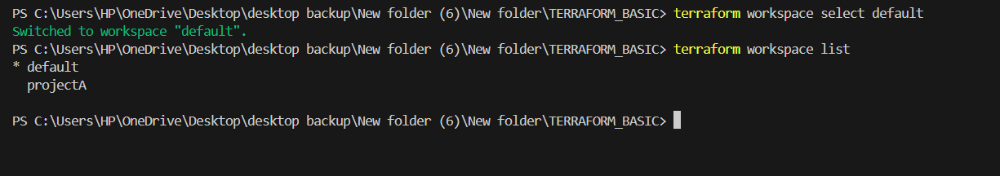 PS C:\Users\HP\OneDrive\Desktop\desktop backup\New folder (6)\New folder\TERRAFORM_BASIC> terraform workspace select default
Switched to workspace "default".
PS C:\Users\HP\OneDrive\Desktop\desktop backup\New folder (6)\New folder\TERRAFORM_BASIC> terraform workspace list
* default
  projectA
PS C:\Users\HP\OneDrive\Desktop\desktop backup\New folder (6)\New folder\TERRAFORM_BASIC>